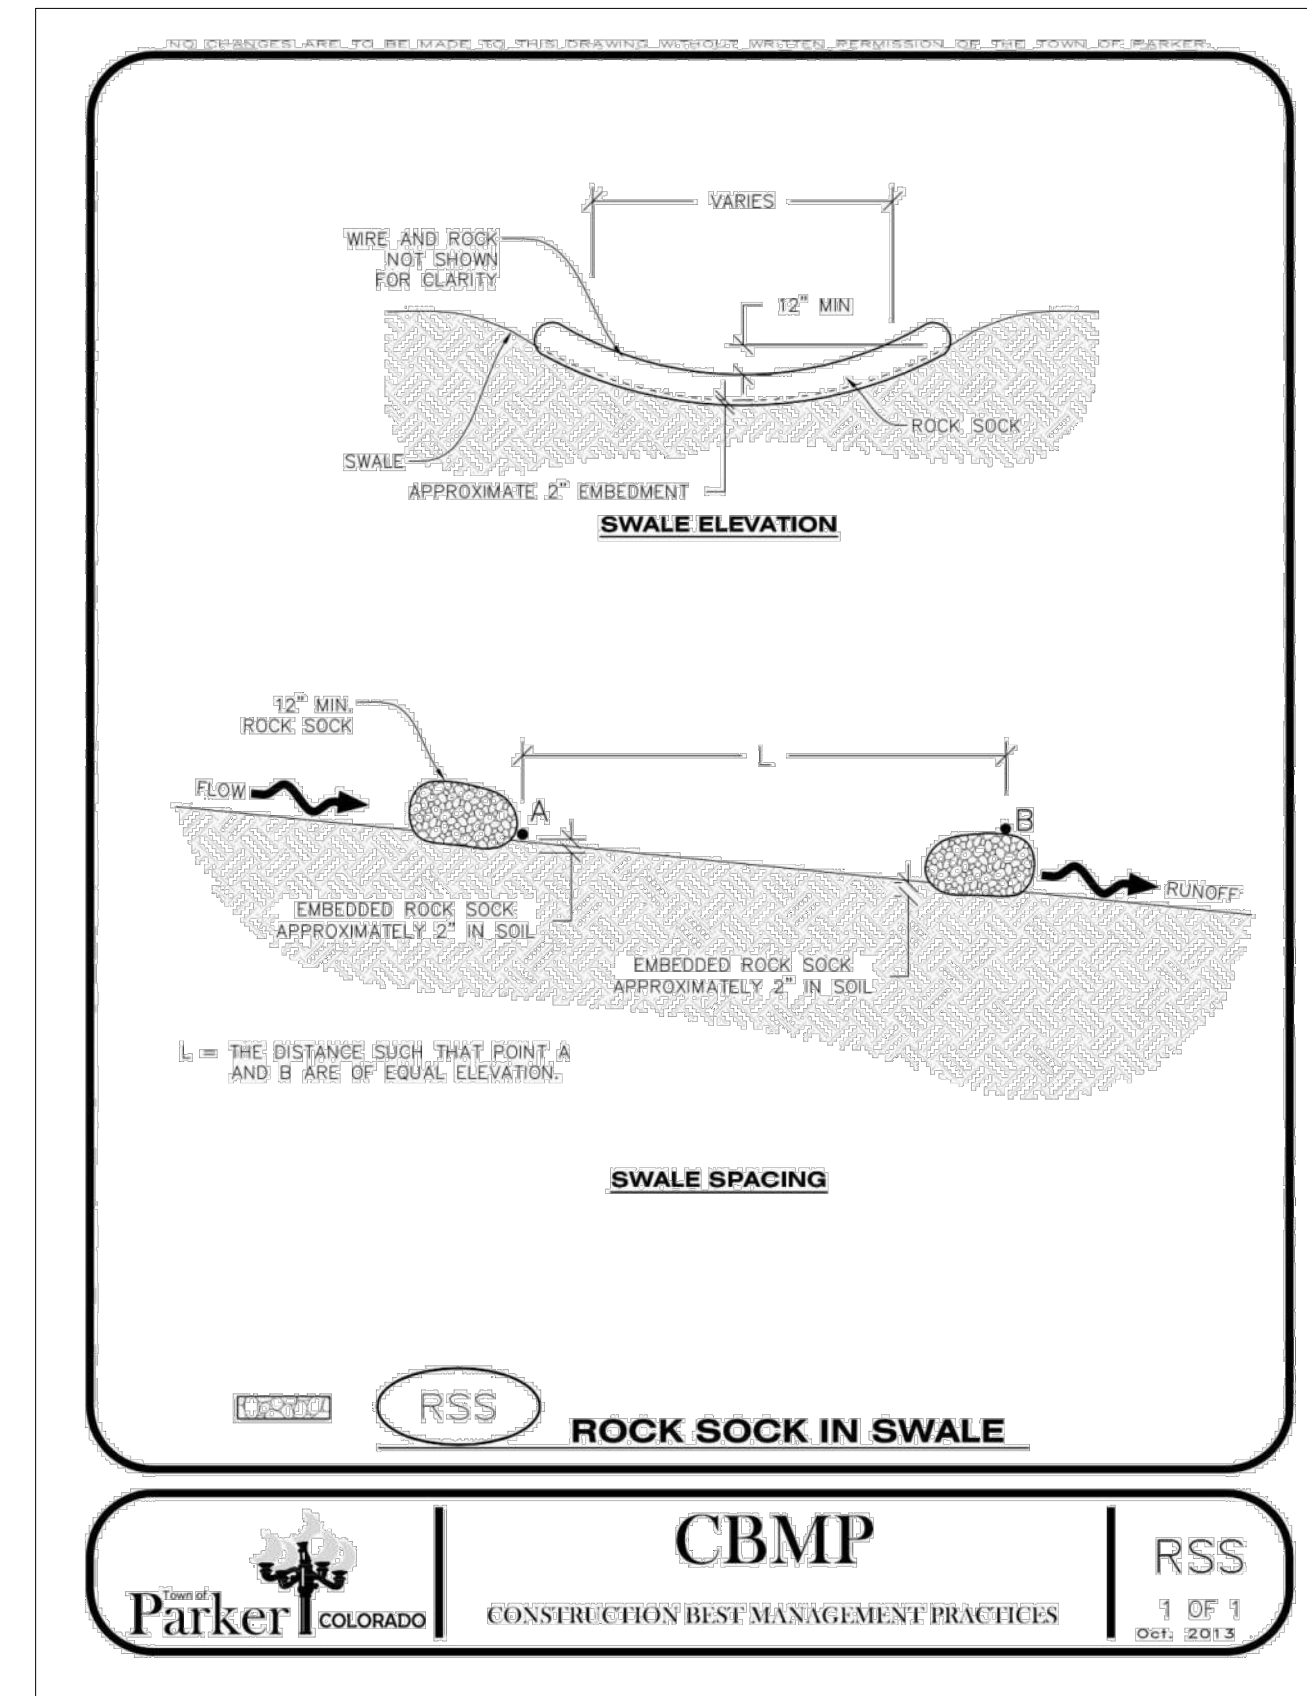 NO CHANGES ARE TO BE MADE TO THIS DRAWING WITHOUT WRITTEN PERMISSION OF THE TOWN OF PARKER.
VARIES
WIRE AND ROCK
NOT SHOWN
FOR CLARITY
12" MIN
ROCK SOCK
SWALE
APPROXIMATE 2" EMBEDMENT
SWALE ELEVATION
12" MIN.
ROCK SOCK
L
FLOW
A
B
RUNOFF
EMBEDDED ROCK SOCK
APPROXIMATELY 2" IN SOIL
EMBEDDED ROCK SOCK
APPROXIMATELY 2" IN SOIL
L = THE DISTANCE SUCH THAT POINT A
AND B ARE OF EQUAL ELEVATION.
SWALE SPACING
RSS
ROCK SOCK IN SWALE
Town of
Parker
COLORADO
CBMP
CONSTRUCTION BEST MANAGEMENT PRACTICES
RSS
1 OF 1
Oct. 2013